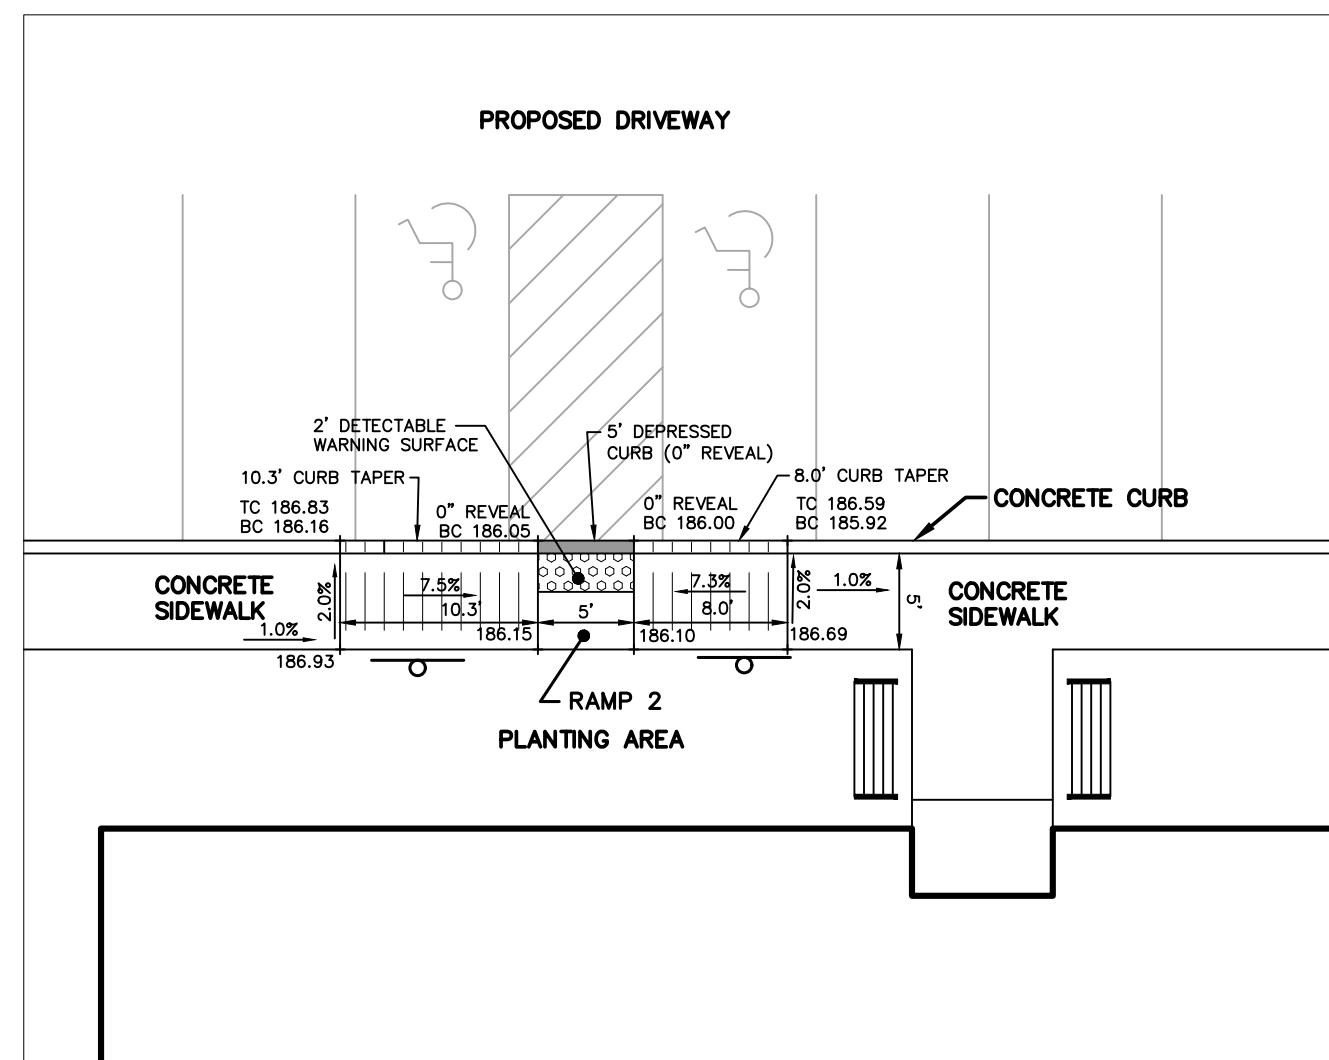 PROPOSED DRIVEWAY
2' DETECTABLE
WARNING SURFACE
5' DEPRESSED
CURB (0" REVEAL)
10.3' CURB TAPER
8.0' CURB TAPER
TC 186.83
BC 186.16
0" REVEAL
BC 186.05
0" REVEAL
BC 186.00
TC 186.59
BC 185.92
CONCRETE CURB
CONCRETE
SIDEWALK
2.0%
7.5%
10.3'
5'
7.3%
8.0'
2.0%
1.0%
5'
CONCRETE
SIDEWALK
1.0%
186.93
186.15
186.10
186.69
RAMP 2
PLANTING AREA